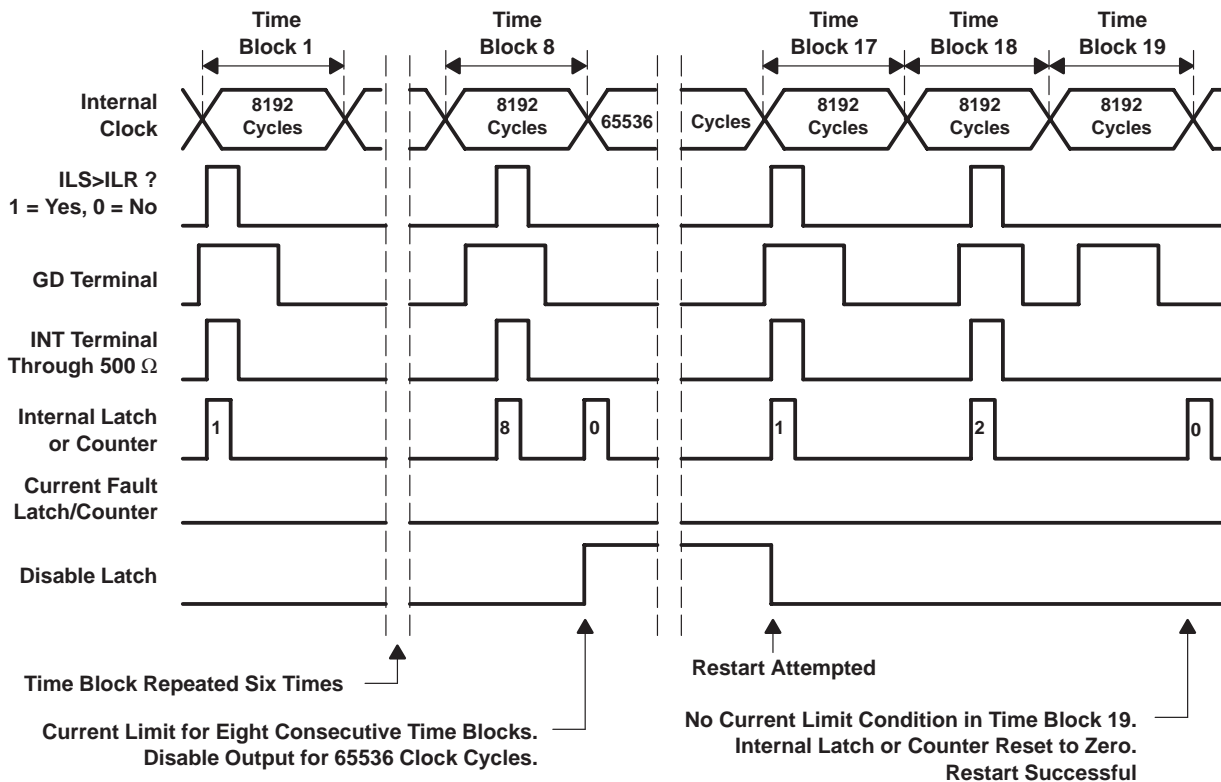 Time
Block 1
Time
Block 8
Time
Block 17
Time
Block 18
Time
Block 19
Internal
Clock
8192
Cycles
8192
Cycles
65536
Cycles
8192
Cycles
8192
Cycles
8192
Cycles
ILS>ILR ?
1 = Yes, 0 = No
GD Terminal
INT Terminal
Through 500 Ω
Internal Latch
or Counter
1
8
0
1
2
0
Current Fault
Latch/Counter
Disable Latch
Time Block Repeated Six Times
Restart Attempted
Current Limit for Eight Consecutive Time Blocks.
Disable Output for 65536 Clock Cycles.
No Current Limit Condition in Time Block 19.
Internal Latch or Counter Reset to Zero.
Restart Successful